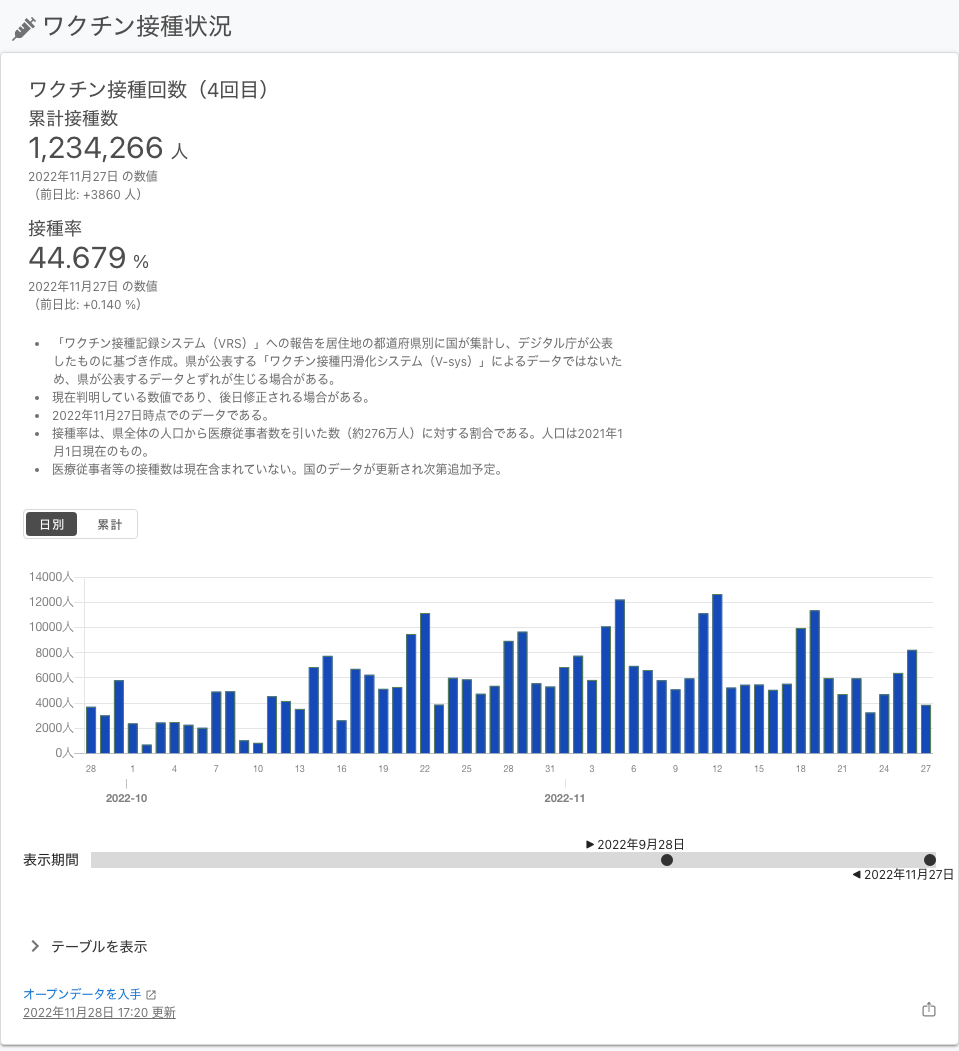 ワクチン接種状況
ワクチン接種回数（4回目）
累計接種数
1,234,266 人
2022年11月27日 の数値
（前日比: +3860 人）
接種率
44.679 %
2022年11月27日 の数値
（前日比: +0.140 %）
• 「ワクチン接種記録システム（VRS）」への報告を居住地の都道府県別に国が集計し、デジタル庁が公表
したものに基づき作成。県が公表する「ワクチン接種円滑化システム（V-sys）」によるデータではないた
め、県が公表するデータとずれが生じる場合がある。
• 現在判明している数値であり、後日修正される場合がある。
• 2022年11月27日時点でのデータである。
• 接種率は、県全体の人口から医療従事者数を引いた数（約276万人）に対する割合である。人口は2021年1
月1日現在のもの。
• 医療従事者等の接種数は現在含まれていない。国のデータが更新され次第追加予定。
日別 累計
14000人
12000人
10000人
8000人
6000人
4000人
2000人
0人
28 1 4 7 10 13 16 19 22 25 28 31 3 6 9 12 15 18 21 24 27
2022-10 2022-11
▶ 2022年9月28日
表示期間
◀ 2022年11月27日
テーブルを表示
オープンデータを入手
2022年11月28日 17:20 更新